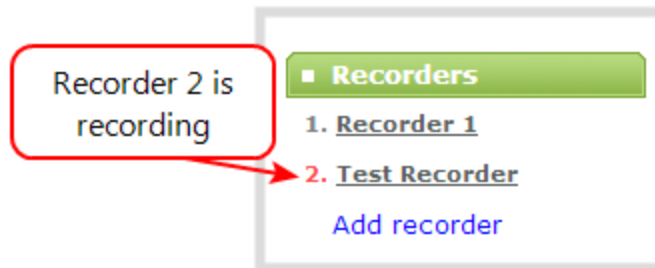 Recorder 2 is
recording
Recorders
1. Recorder 1
2. Test Recorder
Add recorder